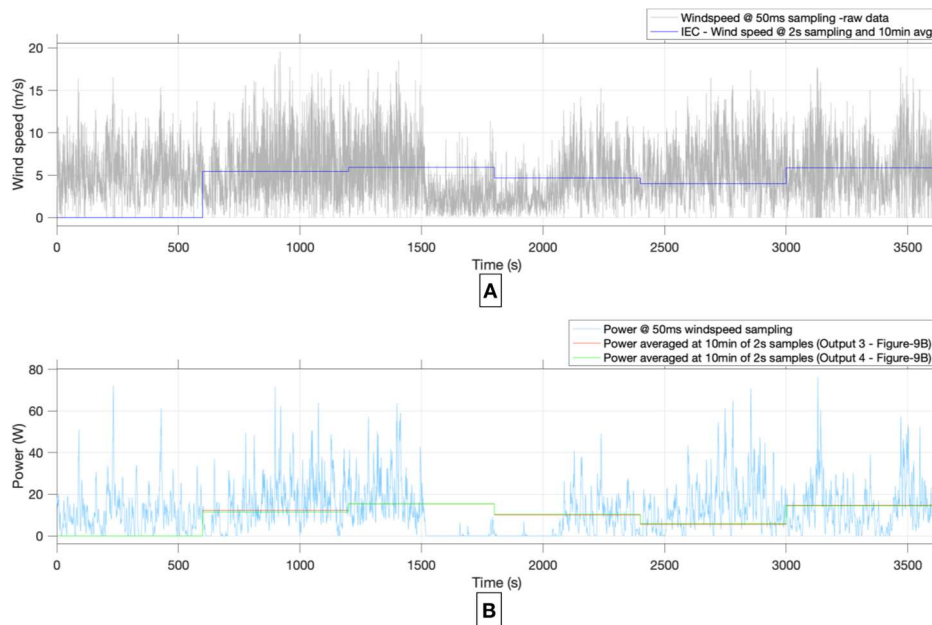 Windspeed @ 50ms sampling -raw data
IEC - Wind speed @ 2s sampling and 10min avg
20
15
10
5
0
Wind speed (m/s)
0 500 1000 1500 2000 2500 3000 3500
Time (s)
A
Power @ 50ms windspeed sampling
Power averaged at 10min of 2s samples (Output 3 - Figure-9B)
Power averaged at 10min of 2s samples (Output 4 - Figure-9B)
80
60
40
20
0
Power (W)
0 500 1000 1500 2000 2500 3000 3500
Time (s)
B